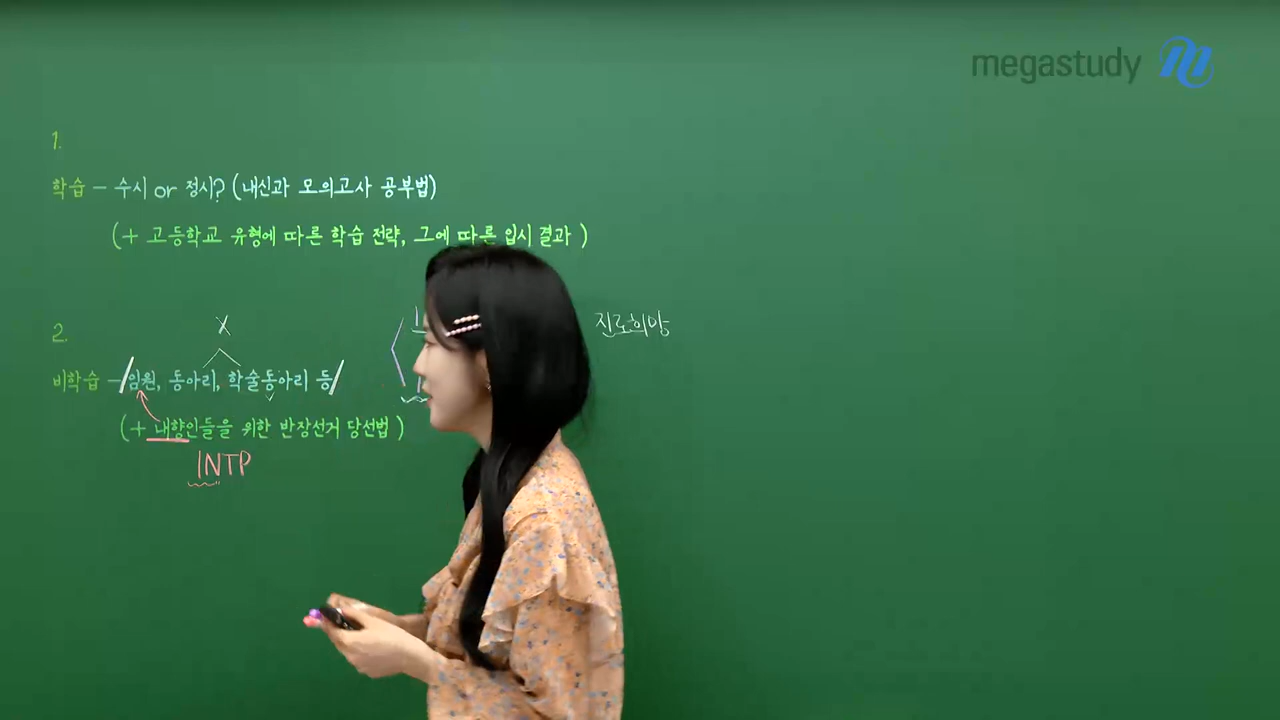 megastudy
1.
학습 - 수시 or 정시? (내신과 모의고사 공부법)
(+ 고등학교 유형에 따른 학습 전략, 그에 따른 입시 결과 )
X
진로희망
2.
비학습 - 임원, 동아리, 학술동아리 등
(+ 내향인들을 위한 반장선거 당선법 )
INTP